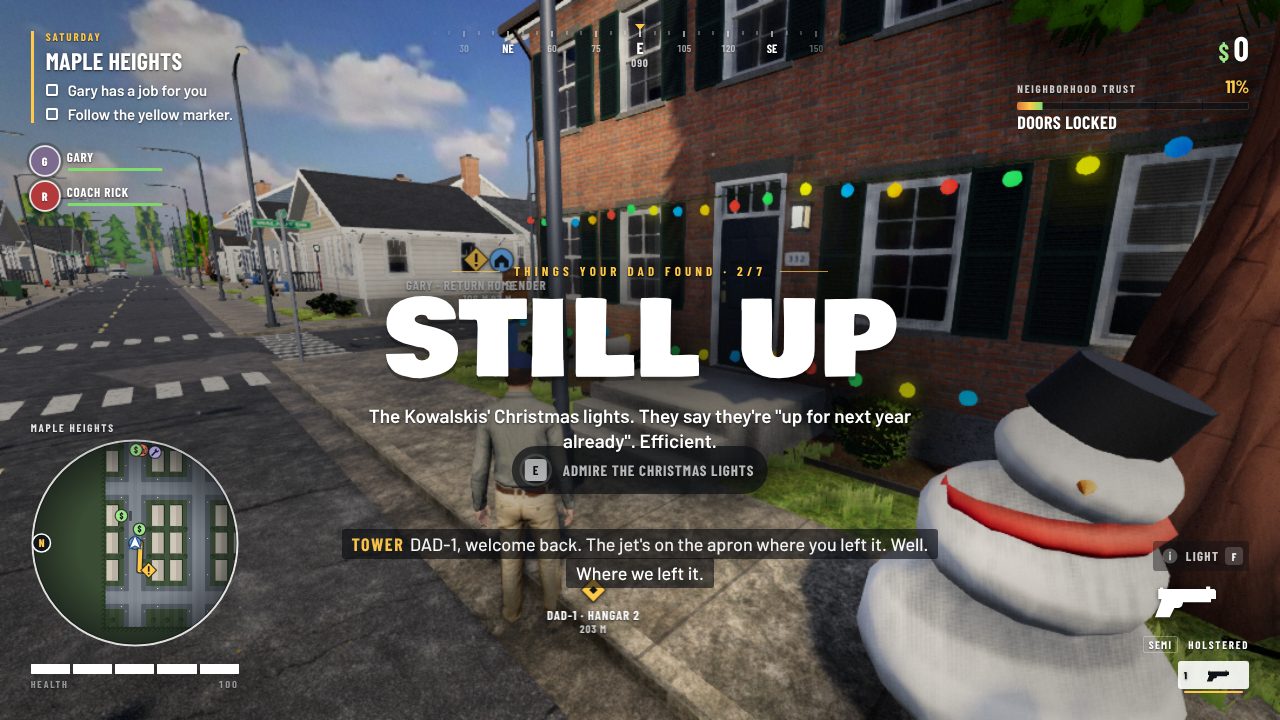 SATURDAY
MAPLE HEIGHTS
Gary has a job for you
Follow the yellow marker.
G GARY
R COACH RICK
30 NE 60 75 E 105 120 SE 150
090
$ 0
NEIGHBORHOOD TRUST 11%
DOORS LOCKED
332
THINGS YOUR DAD FOUND · 2/7
STILL UP
The Kowalskis' Christmas lights. They say they're "up for next year
already". Efficient.
E ADMIRE THE CHRISTMAS LIGHTS
TOWER DAD-1, welcome back. The jet's on the apron where you left it. Well.
Where we left it.
DAD-1 · HANGAR 2
203 M
MAPLE HEIGHTS
N
HEALTH 100
i LIGHT F
SEMI HOLSTERED
1